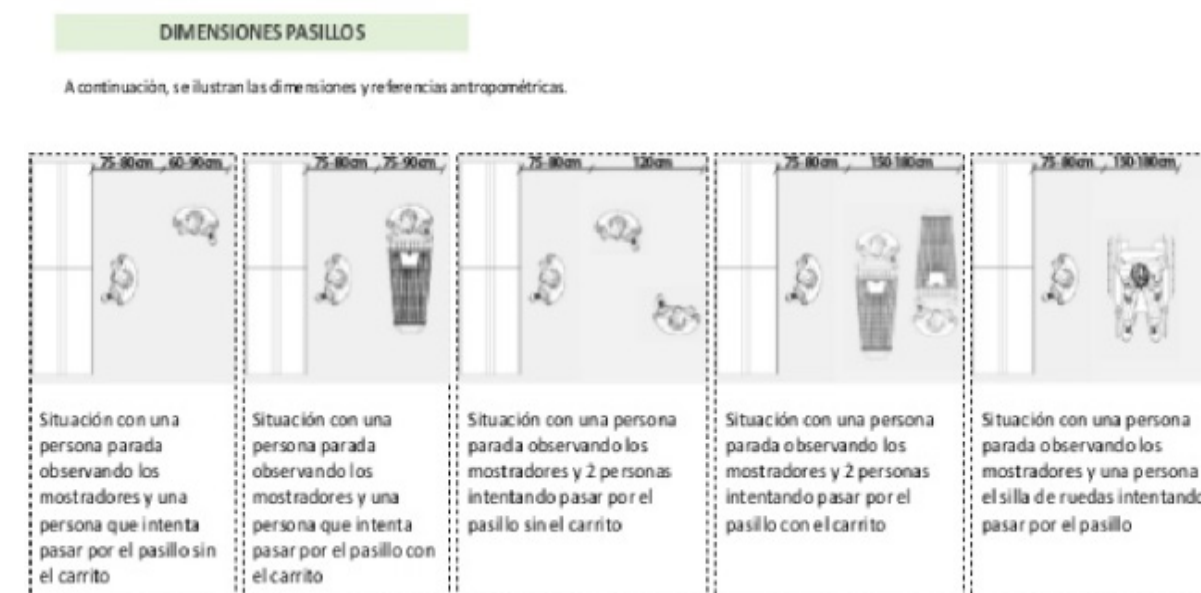 DIMENSIONES PASILLOS
A continuación, se ilustran las dimensiones y referencias antropométricas.
75-80cm 60-90cm
75-80cm 75-90cm
75-80cm 120cm
75-80cm 150-180cm
75-80cm
Situación con una
persona parada
observando los
mostradores y una
persona que intenta
pasar por el pasillo sin
el carrito
Situación con una
persona parada
observando los
mostradores y una
persona que intenta
pasar por el pasillo con
el carrito
Situación con una persona
parada observando los
mostradores y 2 personas
intentando pasar por el
pasillo sin el carrito
Situación con una persona
parada observando los
mostradores y 2 personas
intentando pasar por el
pasillo con el carrito
Situación con una persona
parada observando los
mostradores y una persona
el silla de ruedas intentando
pasar por el pasillo